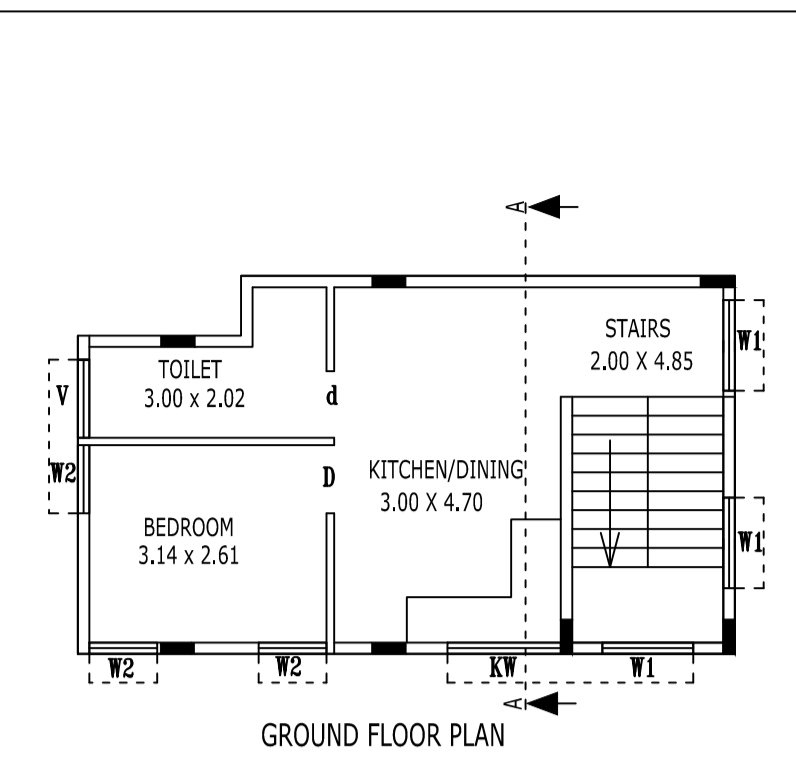 A
STAIRS
2.00 X 4.85
W1
TOILET
3.00 x 2.02
V
d
KITCHEN/DINING
3.00 X 4.70
W2
D
BEDROOM
3.14 x 2.61
W1
W2
W2
KW
W1
A
GROUND FLOOR PLAN